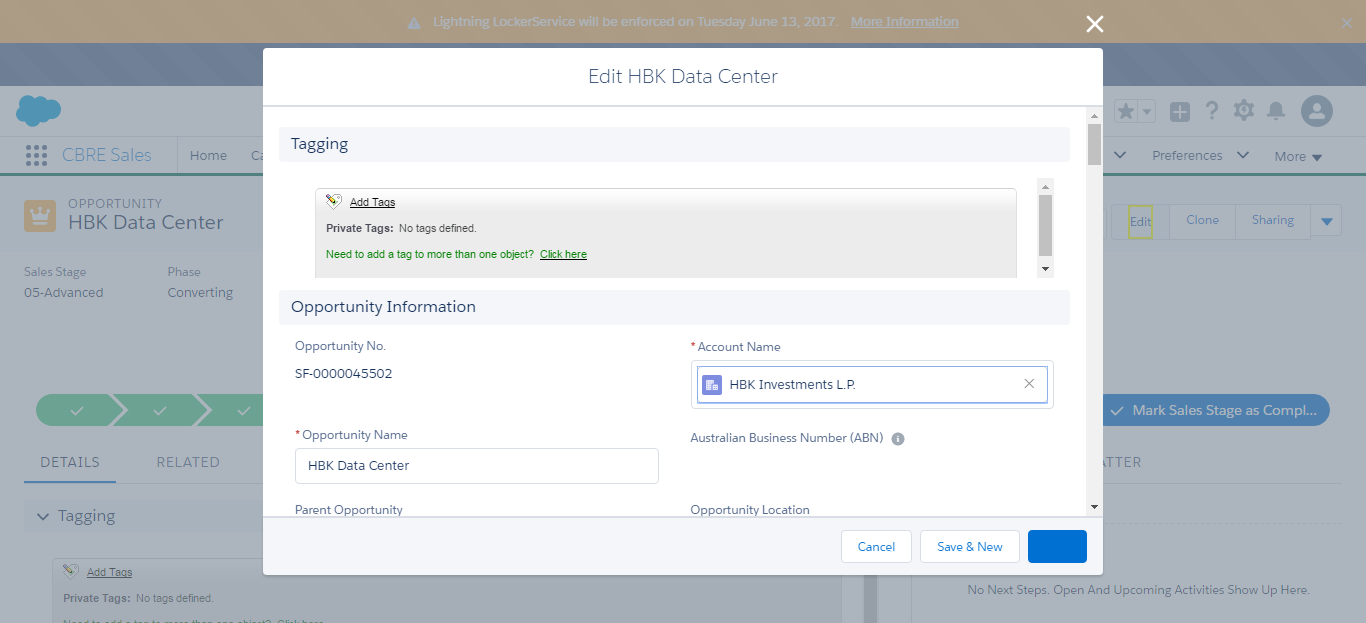 Lightning LockerService will be enforced on Tuesday June 13, 2017. More Information
Edit HBK Data Center
CBRE Sales
Home
Ca
Preferences
More
OPPORTUNITY
HBK Data Center
Edit
Clone
Sharing
Sales Stage
05-Advanced
Phase
Converting
Tagging
Add Tags
Private Tags: No tags defined.
Need to add a tag to more than one object? Click here
Opportunity Information
Opportunity No.
SF-0000045502
* Account Name
HBK Investments L.P.
* Opportunity Name
HBK Data Center
Australian Business Number (ABN)
Parent Opportunity
Opportunity Location
Cancel
Save & New
Mark Sales Stage as Compl...
DETAILS
RELATED
ATTER
Tagging
Add Tags
Private Tags: No tags defined.
Need to add a tag to more than one object? Click here
No Next Steps. Open And Upcoming Activities Show Up Here.